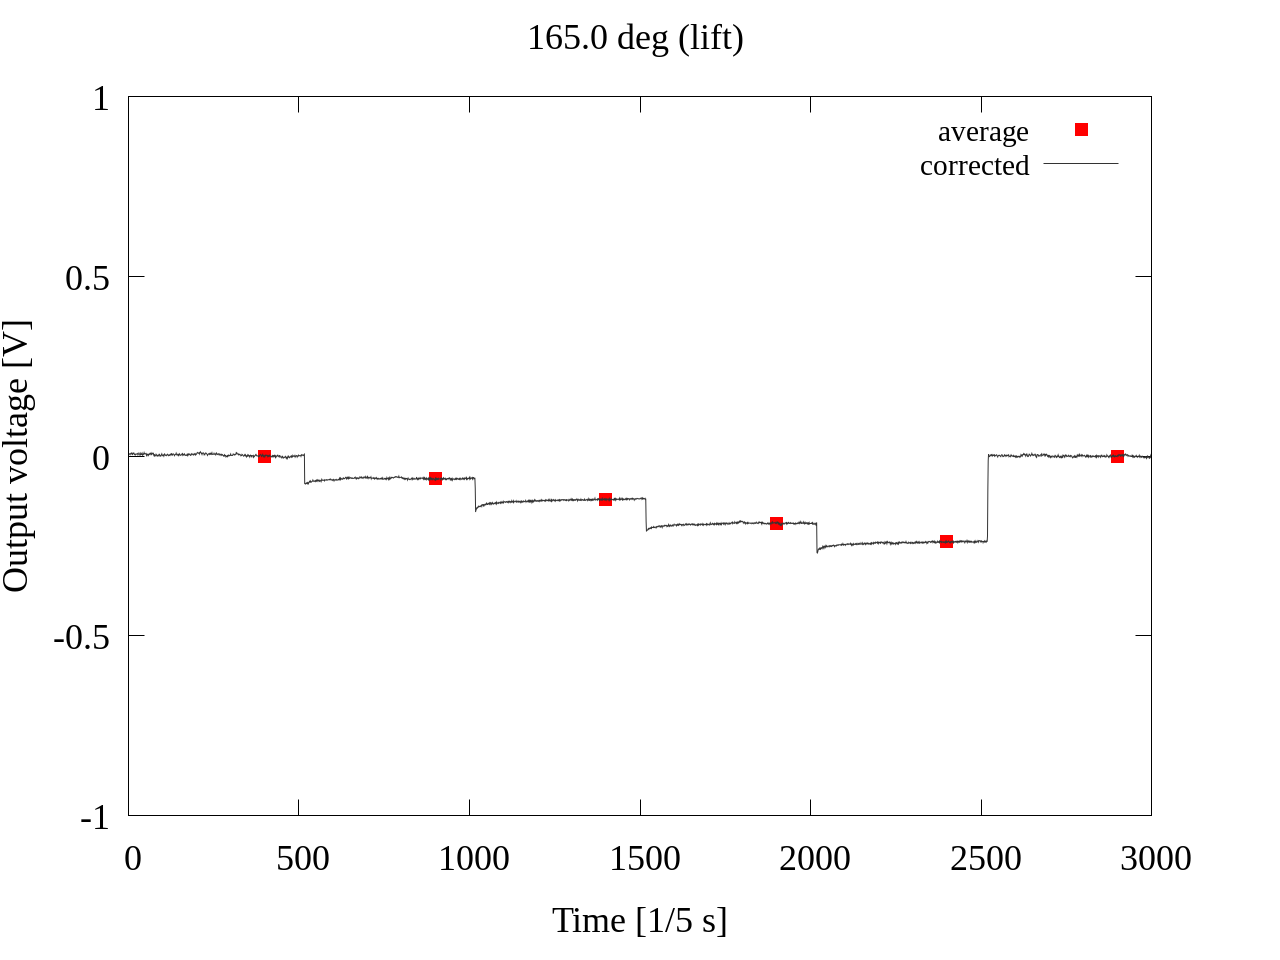 165.0 deg (lift)
average
corrected
1
0.5
0
-0.5
-1
Output voltage [V]
0 500 1000 1500 2000 2500 3000
Time [1/5 s]